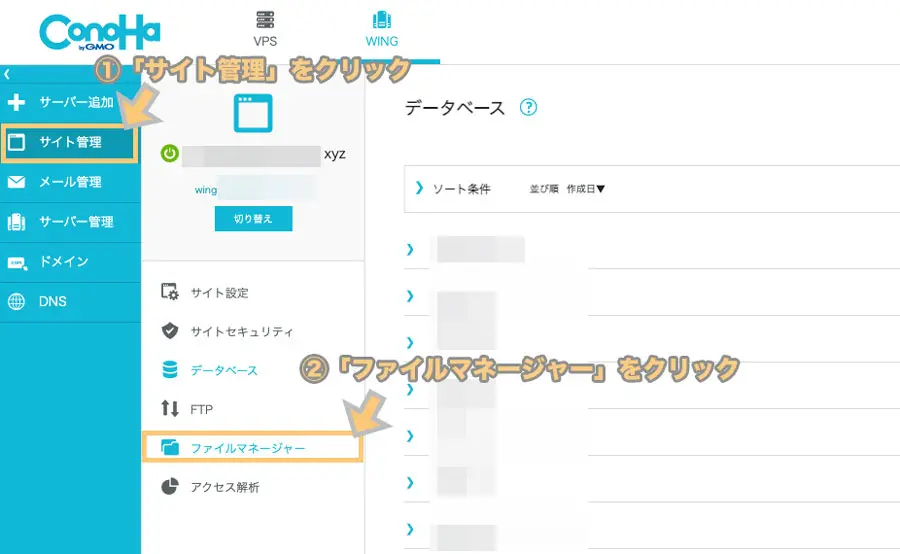 ConoHa
by GMO
VPS
WING
①「サイト管理」をクリック
サーバー追加
サイト管理
メール管理
サーバー管理
ドメイン
DNS
xyz
wing
切り替え
サイト設定
サイトセキュリティ
データベース
FTP
ファイルマネージャー
アクセス解析
データベース ?
ソート条件 並び順 作成日▼
②「ファイルマネージャー」をクリック